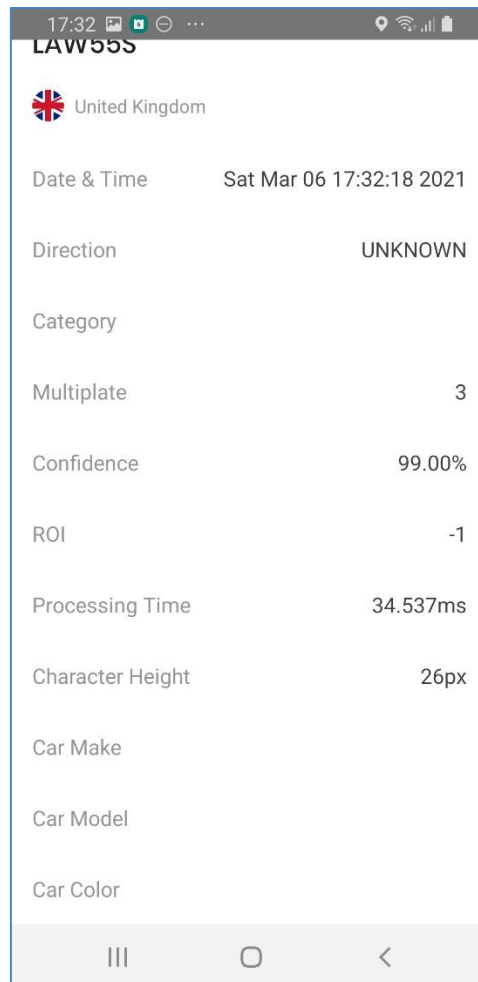 17:32
LAW55S
United Kingdom
Date & Time Sat Mar 06 17:32:18 2021
Direction UNKNOWN
Category
Multiplate 3
Confidence 99.00%
ROI -1
Processing Time 34.537ms
Character Height 26px
Car Make
Car Model
Car Color